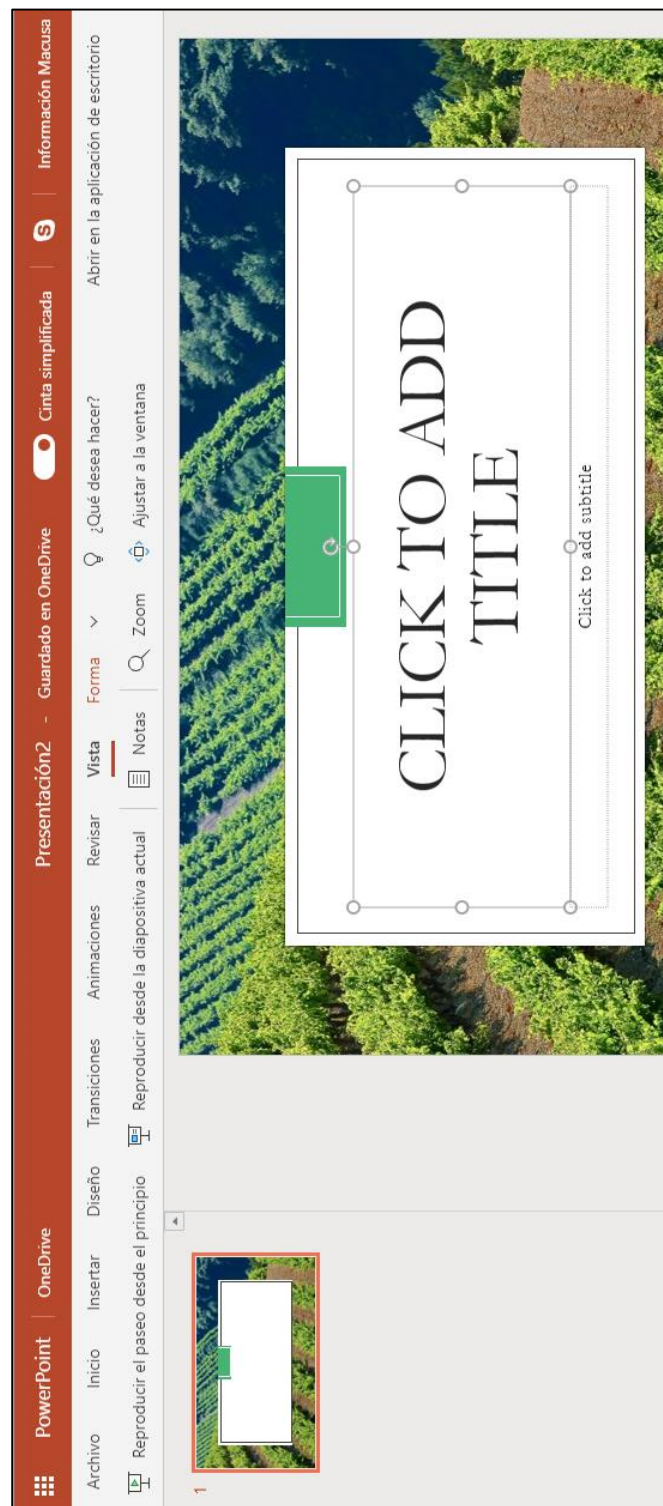 PowerPoint OneDrive Presentación2 - Guardado en OneDrive Cinta simplificada Información Macusa
Archivo Inicio Insertar Diseño Transiciones Animaciones Revisar Vista Forma ¿Qué desea hacer? Abrir en la aplicación de escritorio
Reproducir el paseo desde el principio Reproducir desde la diapositiva actual Notas Zoom Ajustar a la ventana
1
CLICK TO ADD
TITLE
Click to add subtitle